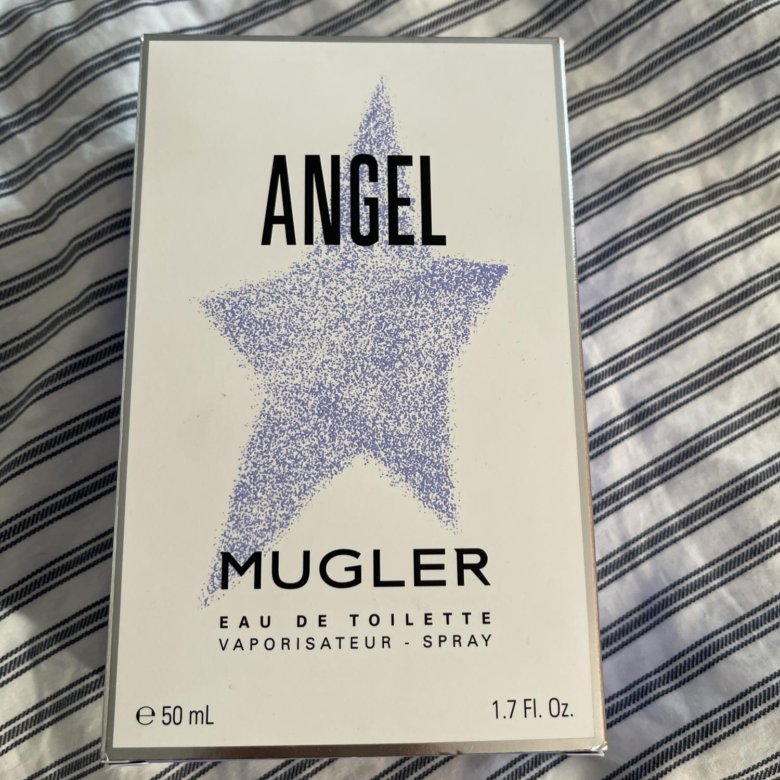 ANGEL
MUGLER
EAU DE TOILETTE
VAPORISATEUR - SPRAY
℮ 50 mL 1.7 Fl. Oz.